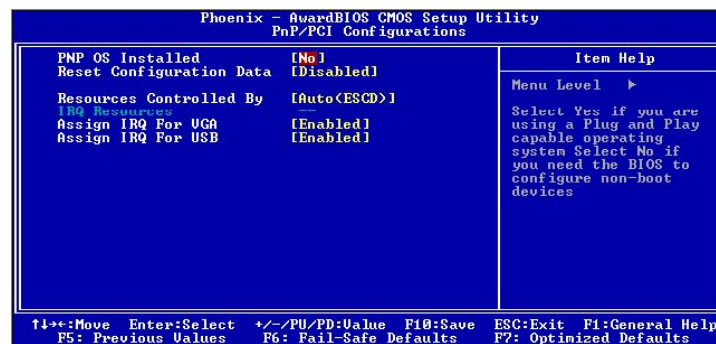 Phoenix - AwardBIOS CMOS Setup Utility
PnP/PCI Configurations
PNP OS Installed [No]
Reset Configuration Data [Disabled]
Resources Controlled By [Auto(ESCD)]
IRQ Resources --
Assign IRQ For VGA [Enabled]
Assign IRQ For USB [Enabled]
Item Help
Menu Level ▶
Select Yes if you are
using a Plug and Play
capable operating
system Select No if
you need the BIOS to
configure non-boot
devices
↑↓→←:Move Enter:Select +/-/PU/PD:Value F10:Save ESC:Exit F1:General Help
F5: Previous Values F6: Fail-Safe Defaults F7: Optimized Defaults